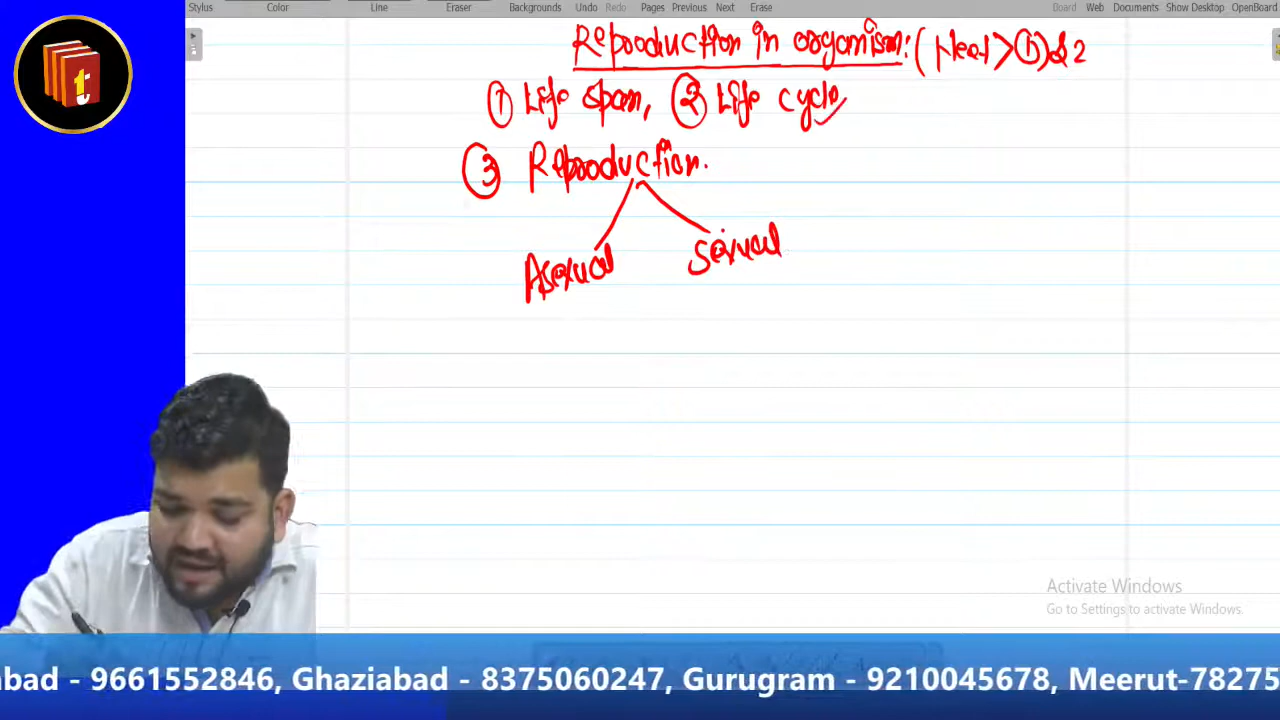 Stylus Color Line Eraser Backgrounds Undo Redo Pages Previous Next Erase Board Web Documents Show Desktop OpenBoard
Reproduction in organism: (Neet > ① & 2
① Life span, ② Life cycle
③ Reproduction.
Asexual Sexual
t
Activate Windows
Go to Settings to activate Windows.
abad - 9661552846, Ghaziabad - 8375060247, Gurugram - 9210045678, Meerut-78275